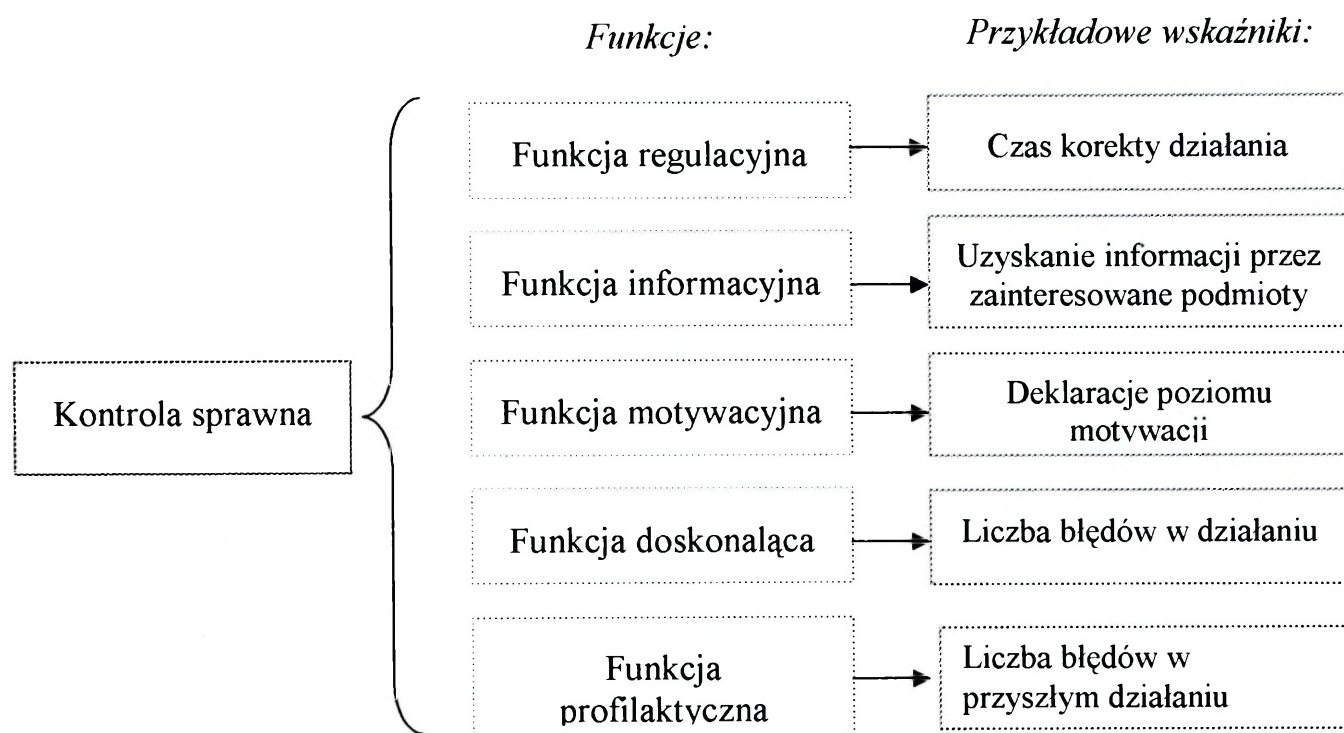 Funkcje:
Przykładowe wskaźniki:
Funkcja regulacyjna
Czas korekty działania
Funkcja informacyjna
Uzyskanie informacji przez
zainteresowane podmioty
Kontrola sprawna
Funkcja motywacyjna
Deklaracje poziomu
motywacji
Funkcja doskonaląca
Liczba błędów w działaniu
Funkcja
profilaktyczna
Liczba błędów w
przyszłym działaniu